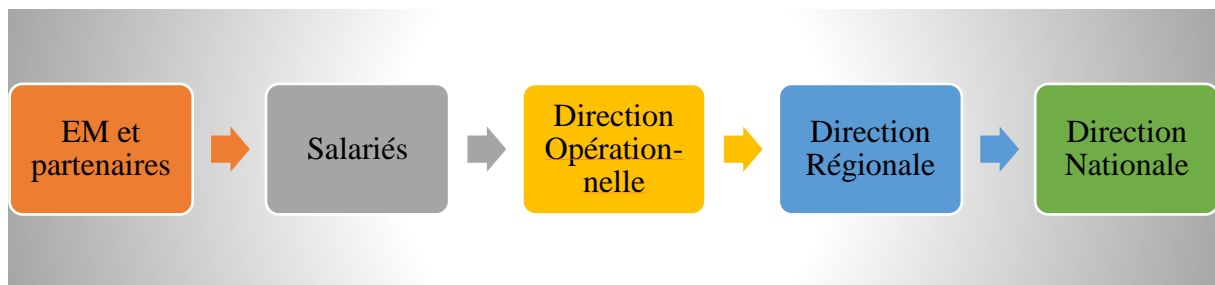 EM et
partenaires
Salariés
Direction
Opération-
nelle
Direction
Régionale
Direction
Nationale